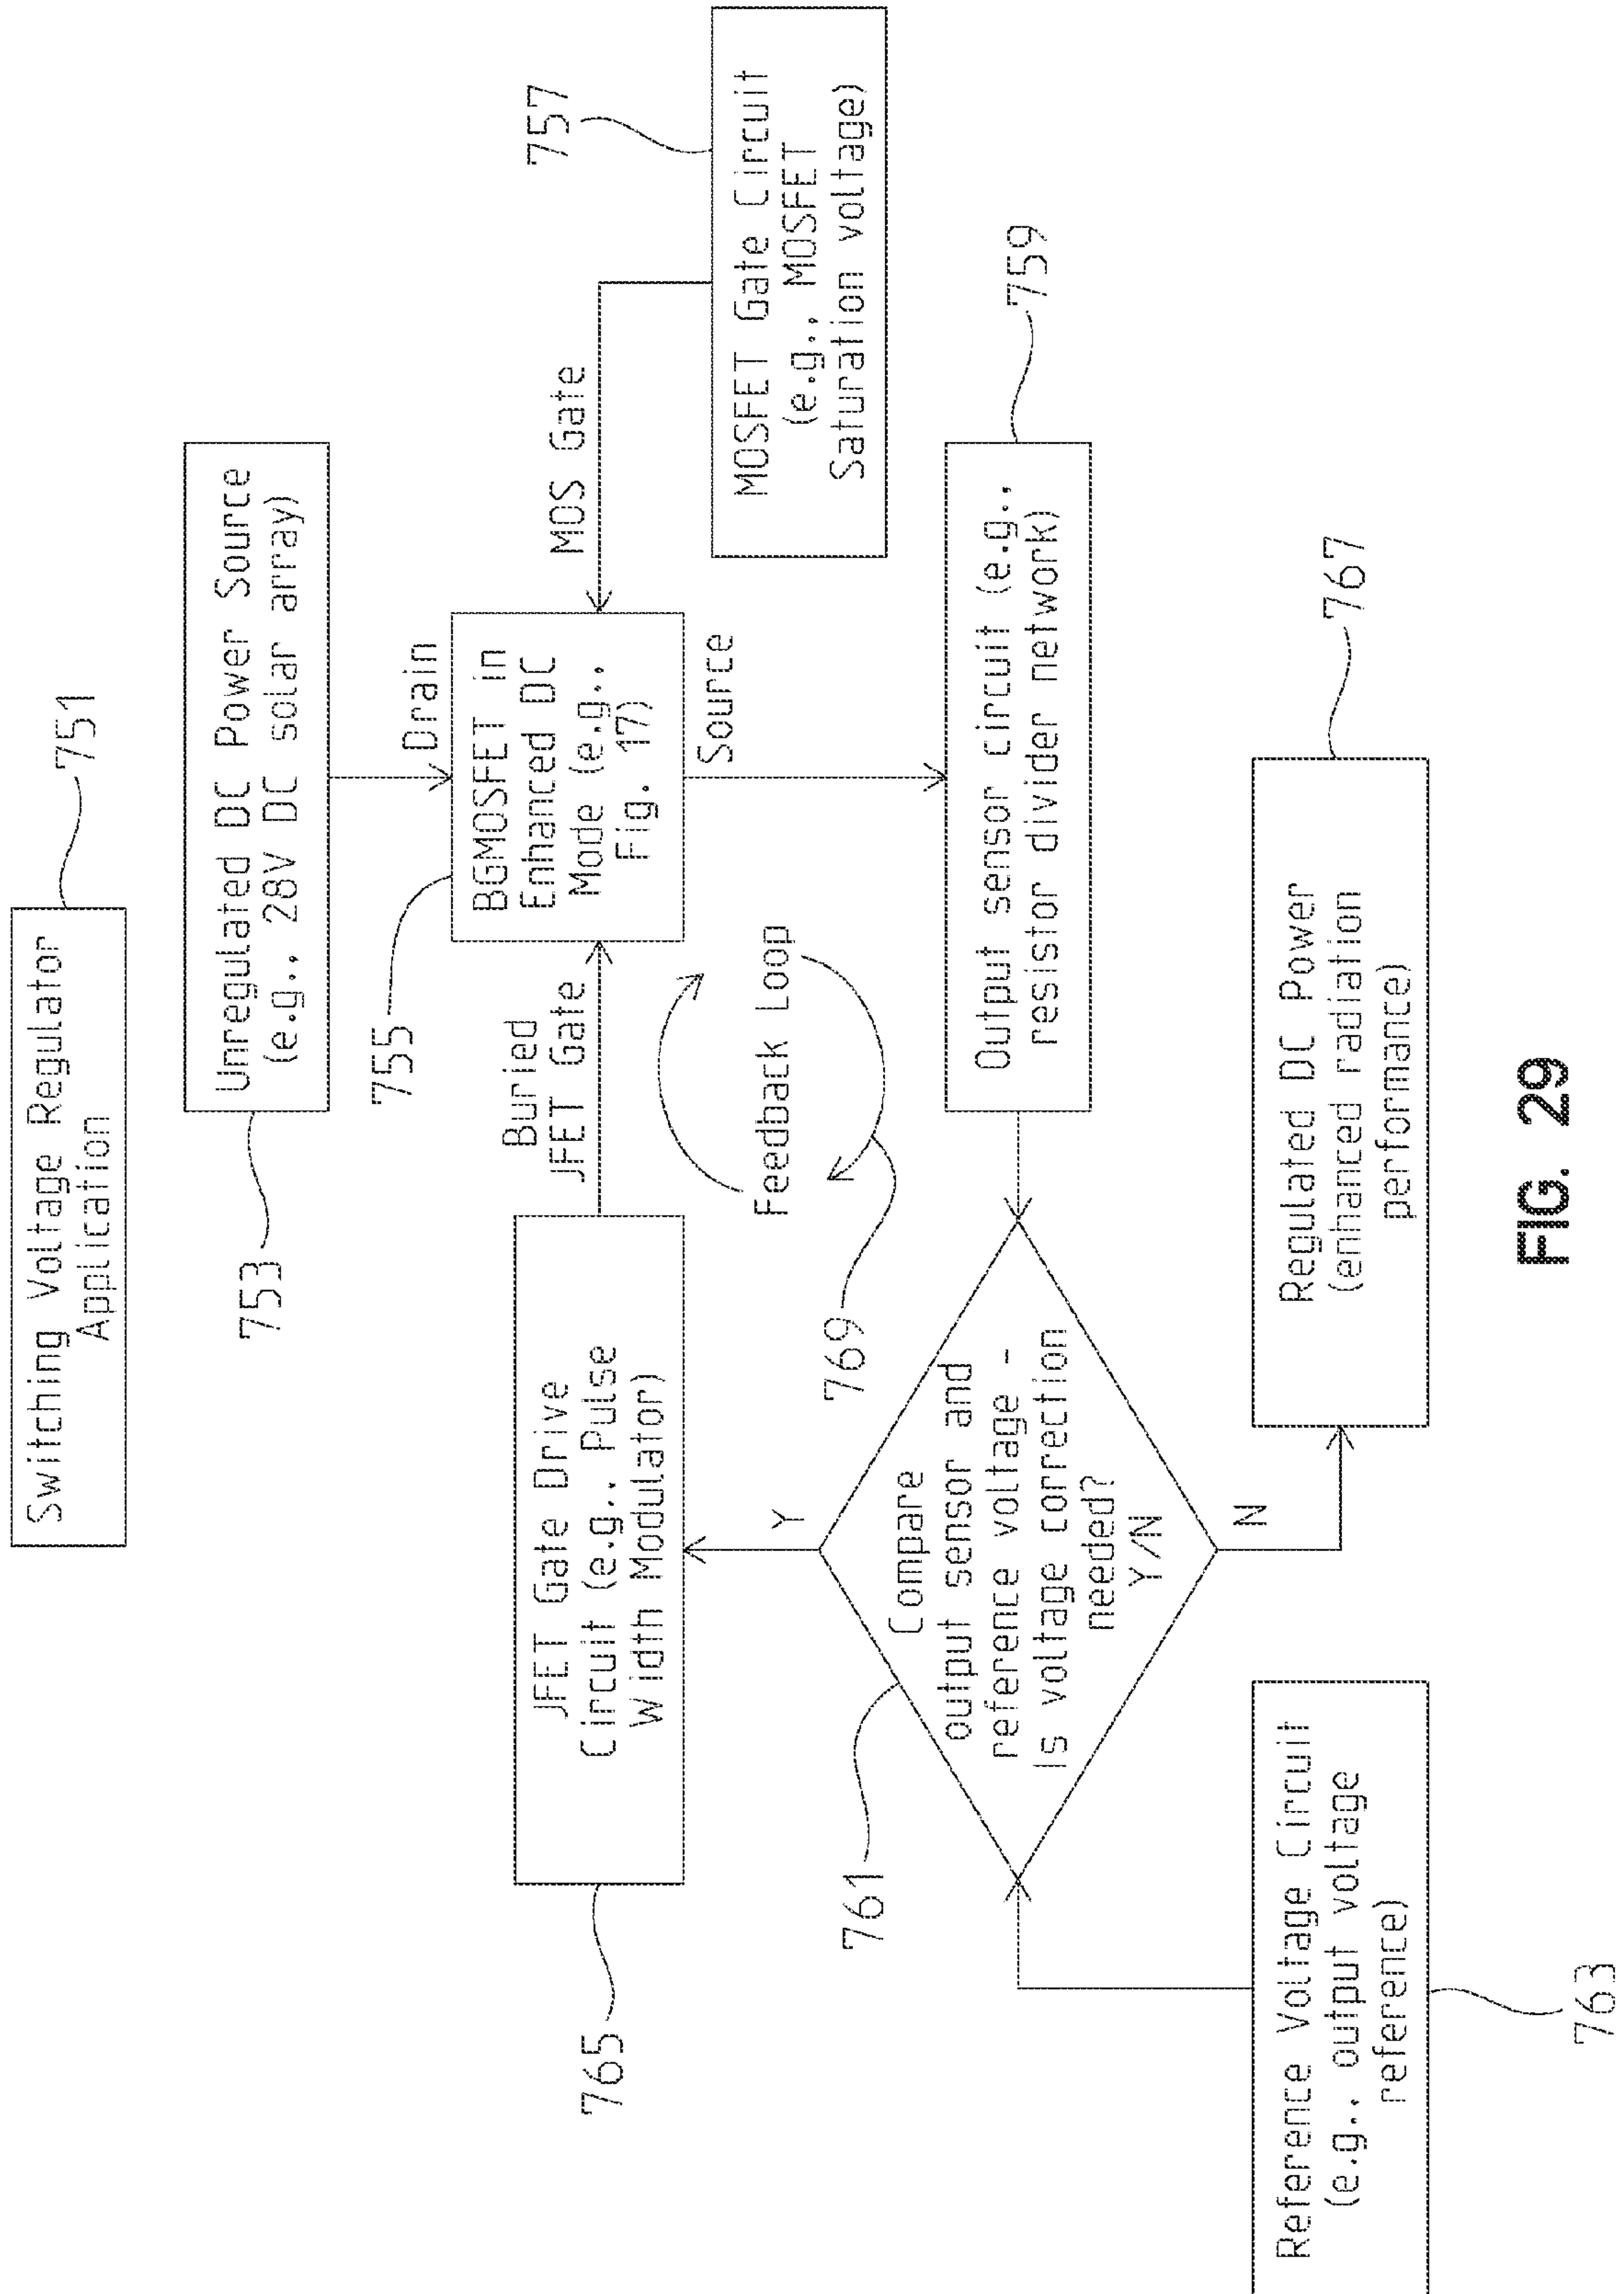 Switching Voltage Regulator
Application
751
Unregulated DC Power Source
(e.g., 28V DC solar array)
753
Drain
755
BGMOSFET in
Enhanced DC
Mode (e.g.,
Fig. 17)
Buried
JFET Gate
MOS Gate
757
MOSFET Gate Circuit
(e.g., MOSFET
Saturation voltage)
Source
JFET Gate Drive
Circuit (e.g., Pulse
Width Modulator)
765
Feedback Loop
769
759
Output sensor circuit (e.g.,
resistor divider network)
Y
761
Compare
output sensor and
reference voltage -
Is voltage correction
needed?
Y/N
N
Reference Voltage Circuit
(e.g., output voltage
reference)
763
Regulated DC Power
(enhanced radiation
performance)
767
FIG. 29